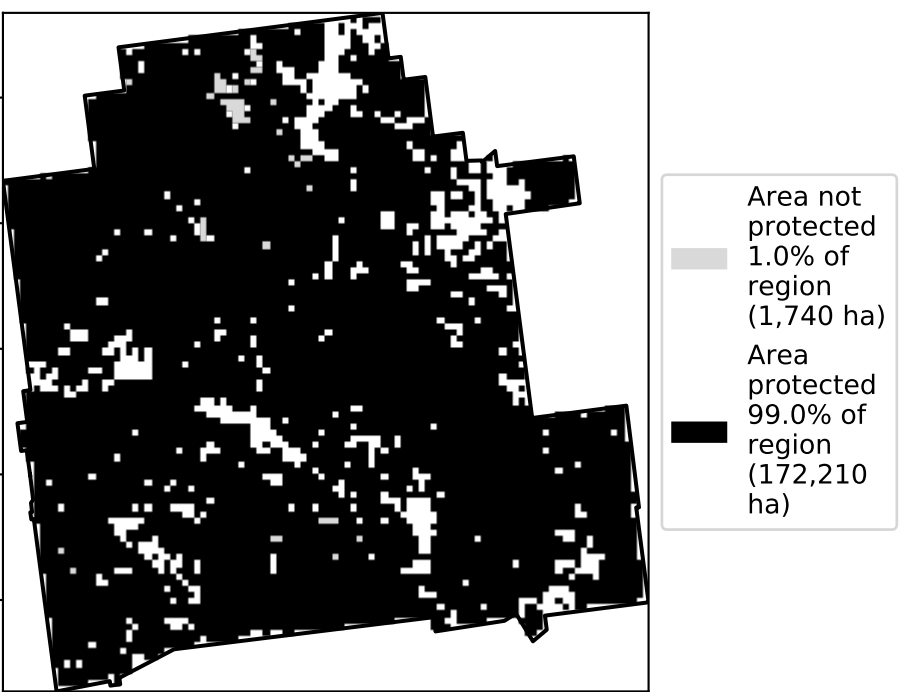 Area not
protected
1.0% of
region
(1,740 ha)
Area
protected
99.0% of
region
(172,210
ha)